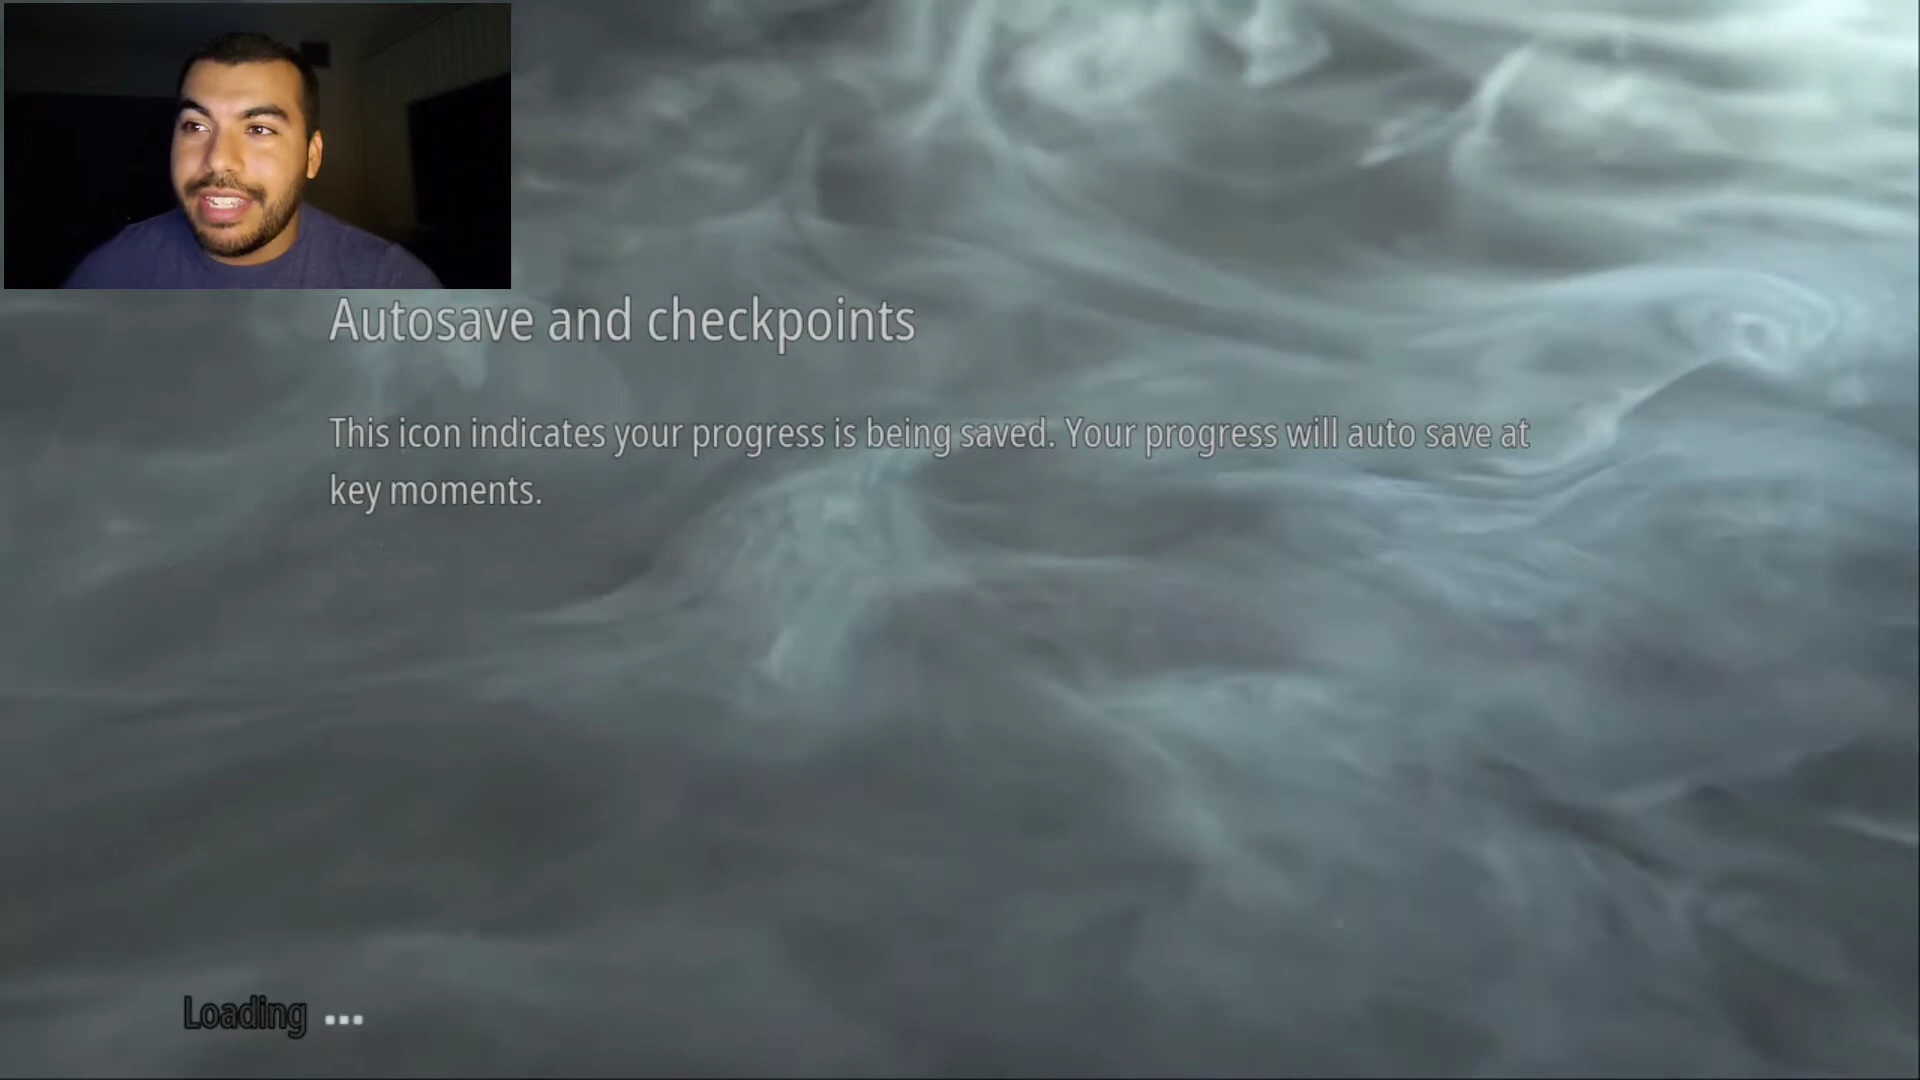 Autosave and checkpoints
This icon indicates your progress is being saved. Your progress will auto save at
key moments.
Loading ...